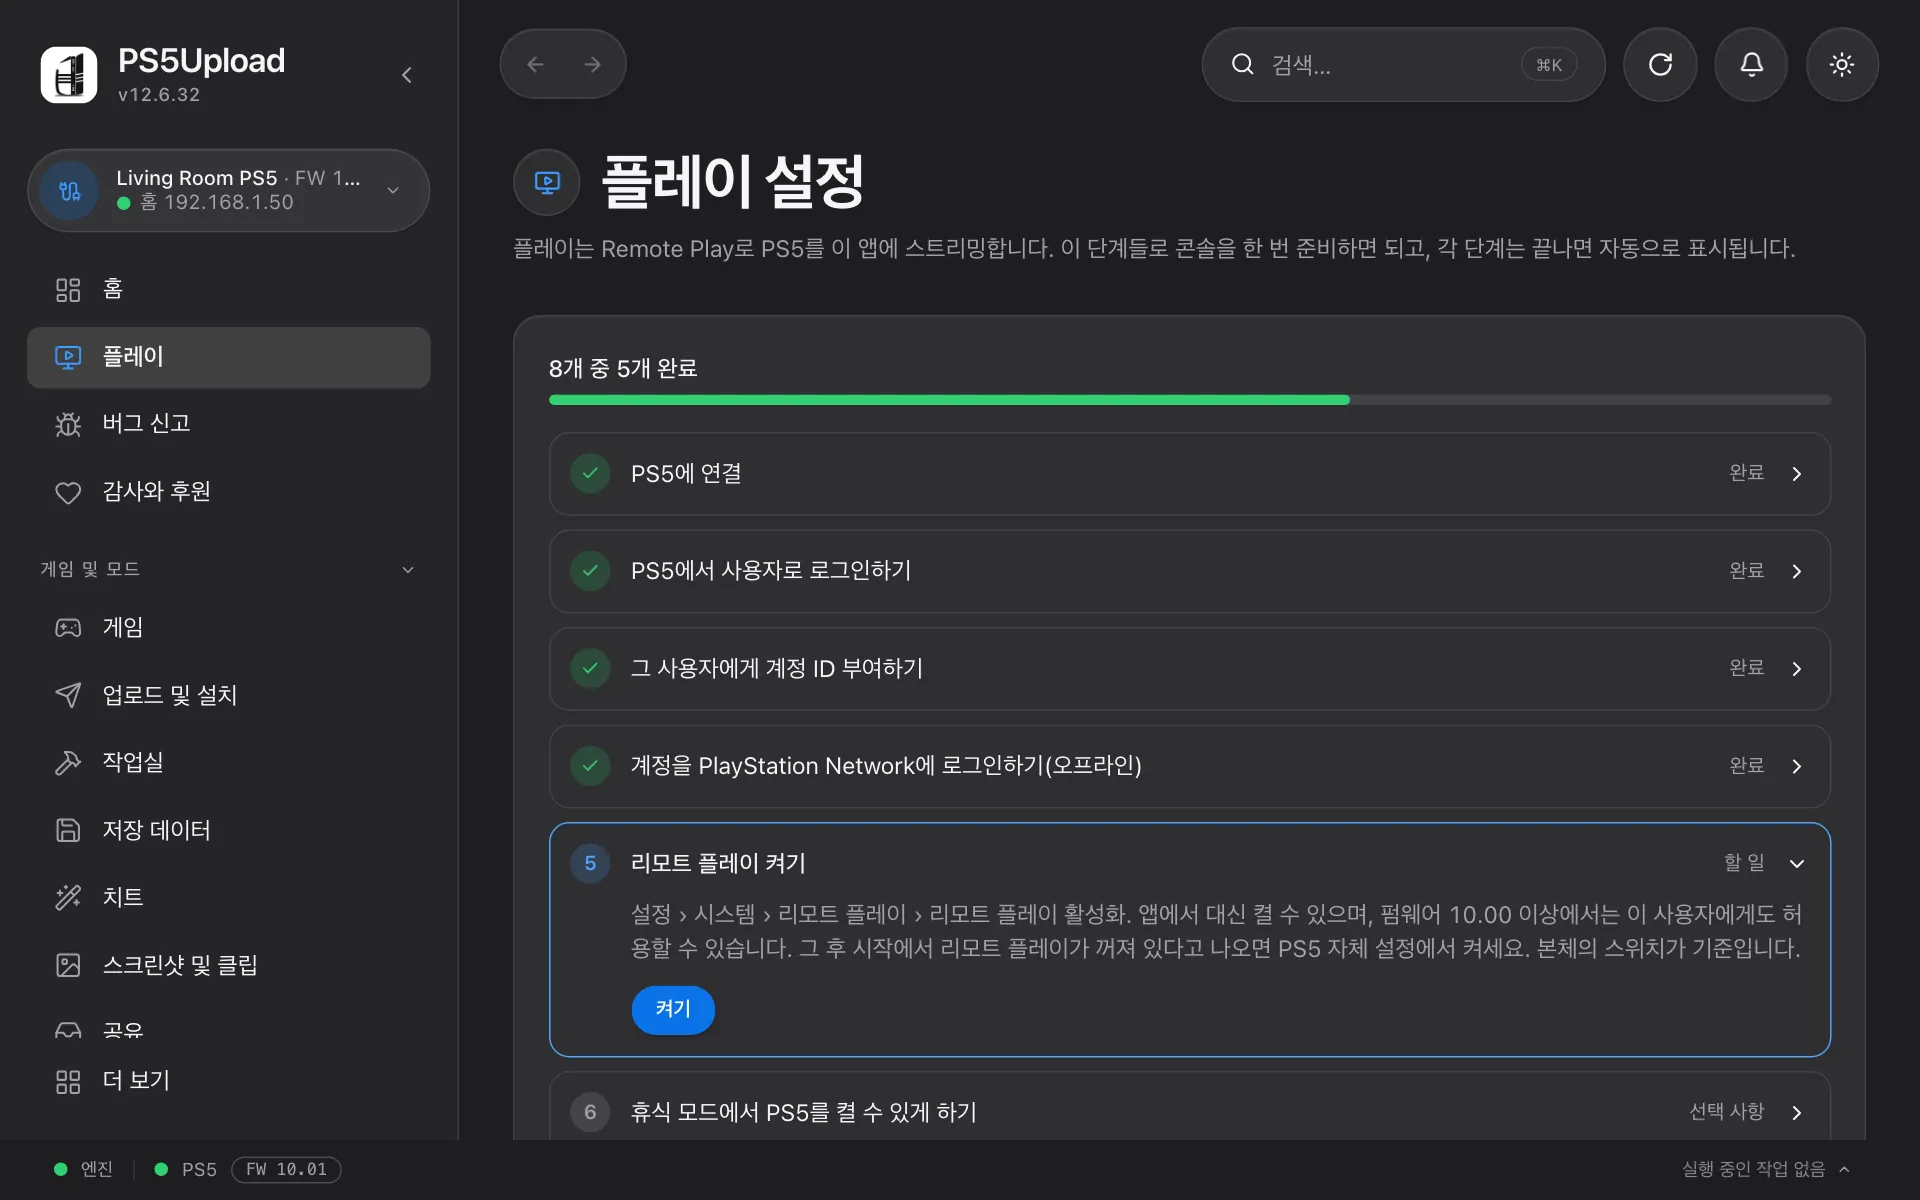 PS5Upload
v12.6.32
Living Room PS5 · FW 1...
홈 192.168.1.50
홈
플레이
버그 신고
감사와 후원
게임 및 모드
게임
업로드 및 설치
작업실
저장 데이터
치트
스크린샷 및 클립
공유
더 보기
검색...
⌘K
플레이 설정
플레이는 Remote Play로 PS5를 이 앱에 스트리밍합니다. 이 단계들로 콘솔을 한 번 준비하면 되고, 각 단계는 끝나면 자동으로 표시됩니다.
8개 중 5개 완료
PS5에 연결
완료
PS5에서 사용자로 로그인하기
완료
그 사용자에게 계정 ID 부여하기
완료
계정을 PlayStation Network에 로그인하기(오프라인)
완료
5
리모트 플레이 켜기
할 일
설정 › 시스템 › 리모트 플레이 › 리모트 플레이 활성화. 앱에서 대신 켤 수 있으며, 펌웨어 10.00 이상에서는 이 사용자에게도 허
용할 수 있습니다. 그 후 시작에서 리모트 플레이가 꺼져 있다고 나오면 PS5 자체 설정에서 켜세요. 본체의 스위치가 기준입니다.
켜기
6
휴식 모드에서 PS5를 켤 수 있게 하기
선택 사항
엔진
PS5
FW 10.01
실행 중인 작업 없음